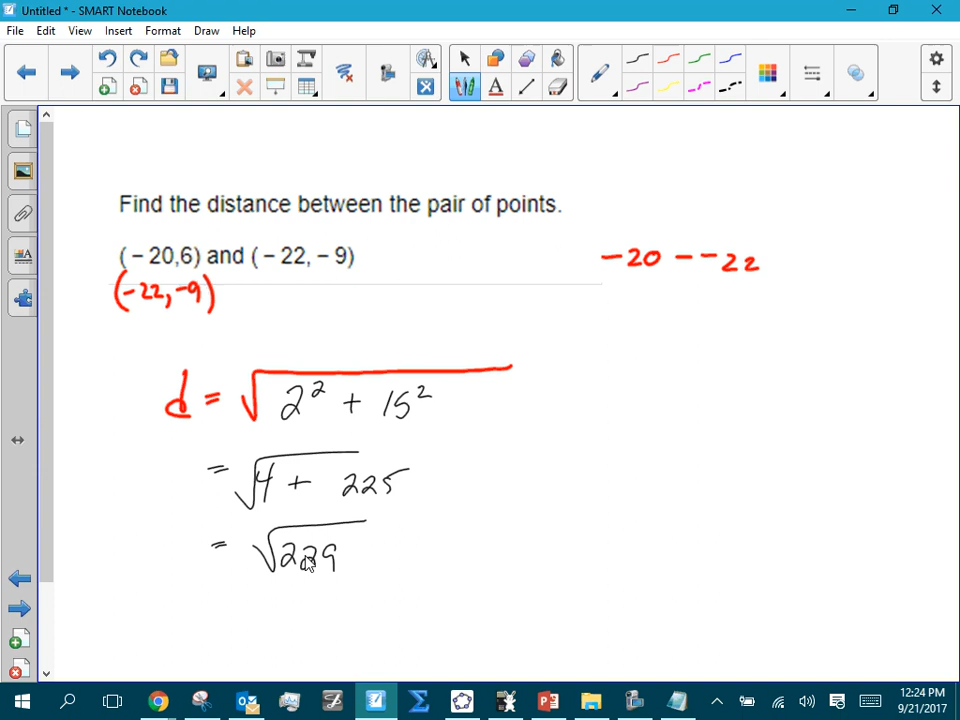 Untitled * - SMART Notebook
File Edit View Insert Format Draw Help
Find the distance between the pair of points.
(− 20,6) and (− 22, − 9)
−20 − −22
(−22, −9)
d = √2² + 15²
= √4 + 225
= √229
12:24 PM
9/21/2017